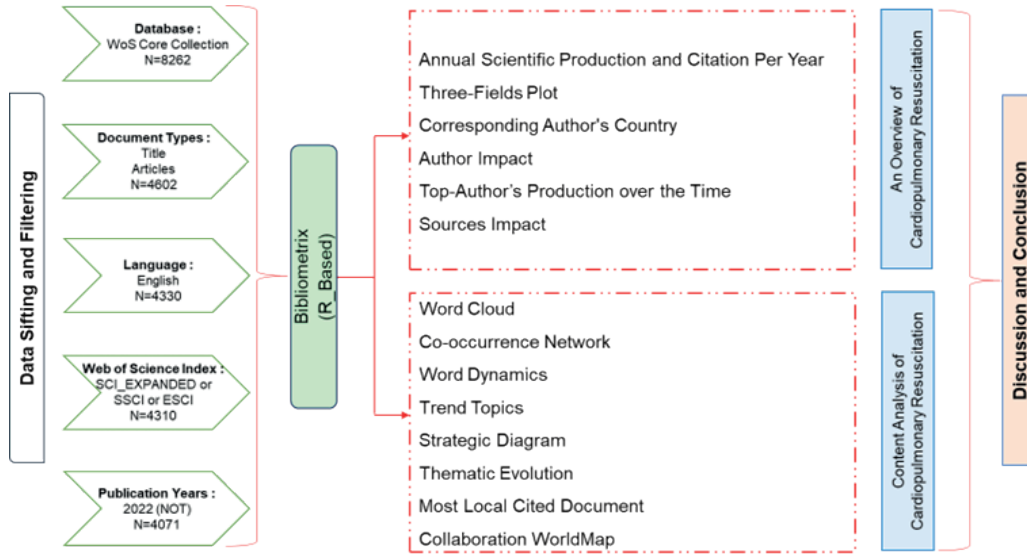 Data Sifting and Filtering
Database :
WoS Core Collection
N=8262
Document Types :
Title
Articles
N=4602
Language :
English
N=4330
Web of Science Index :
SCI_EXPANDED or
SSCI or ESCI
N=4310
Publication Years :
2022 (NOT)
N=4071
Bibliometrix
(R_Based)
Annual Scientific Production and Citation Per Year
Three-Fields Plot
Corresponding Author's Country
Author Impact
Top-Author's Production over the Time
Sources Impact
Word Cloud
Co-occurrence Network
Word Dynamics
Trend Topics
Strategic Diagram
Thematic Evolution
Most Local Cited Document
Collaboration WorldMap
An Overview of
Cardiopulmonary Resuscitation
Content Analysis of
Cardiopulmonary Resuscitation
Discussion and Conclusion